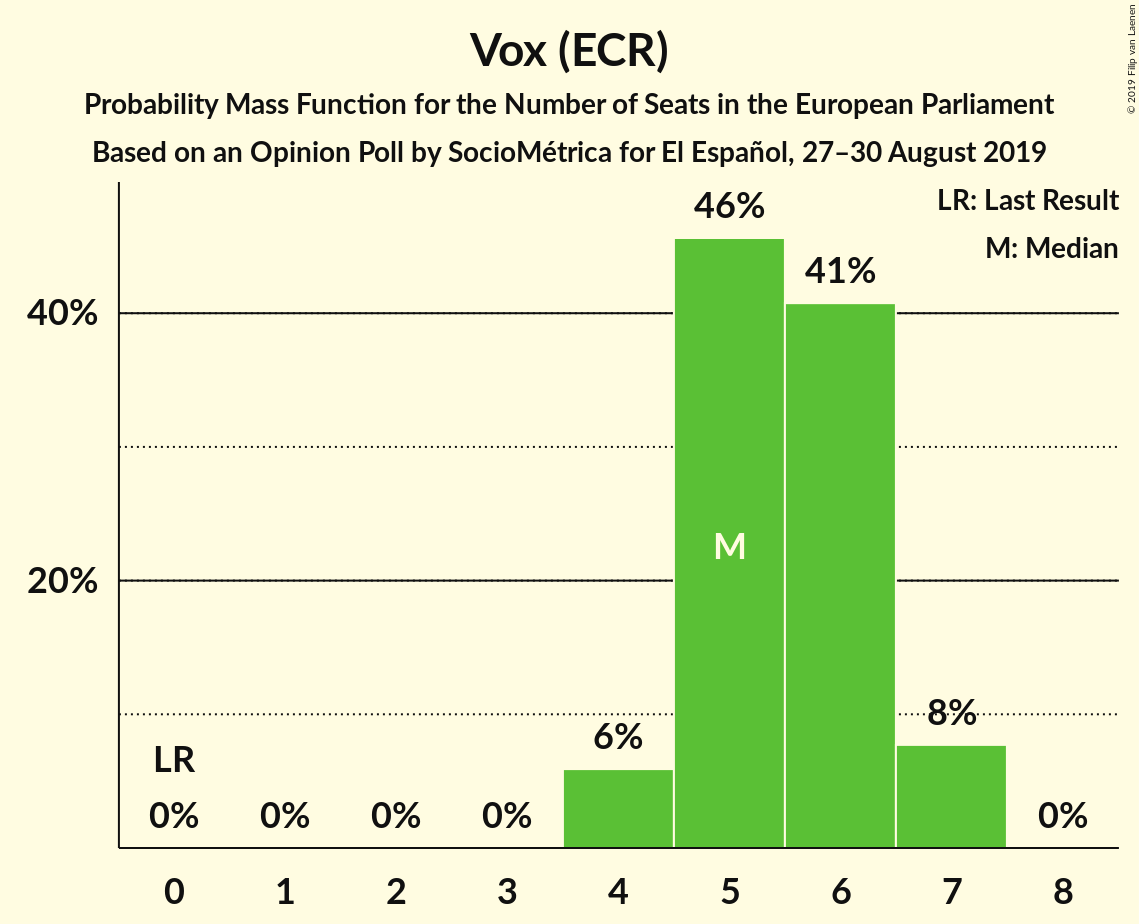 Vox (ECR)
Probability Mass Function for the Number of Seats in the European Parliament
Based on an Opinion Poll by SocioMétrica for El Español, 27–30 August 2019
© 2019 Filip van Laenen
LR: Last Result
M: Median
46%
41%
40%
M
20%
8%
6%
LR
0% 0% 0% 0% 0%
0 1 2 3 4 5 6 7 8